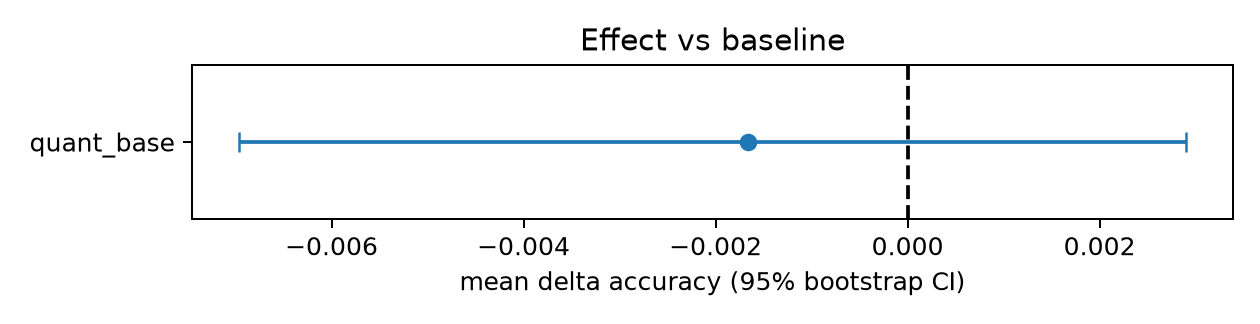 Effect vs baseline
quant_base
−0.006 −0.004 −0.002 0.000 0.002
mean delta accuracy (95% bootstrap CI)